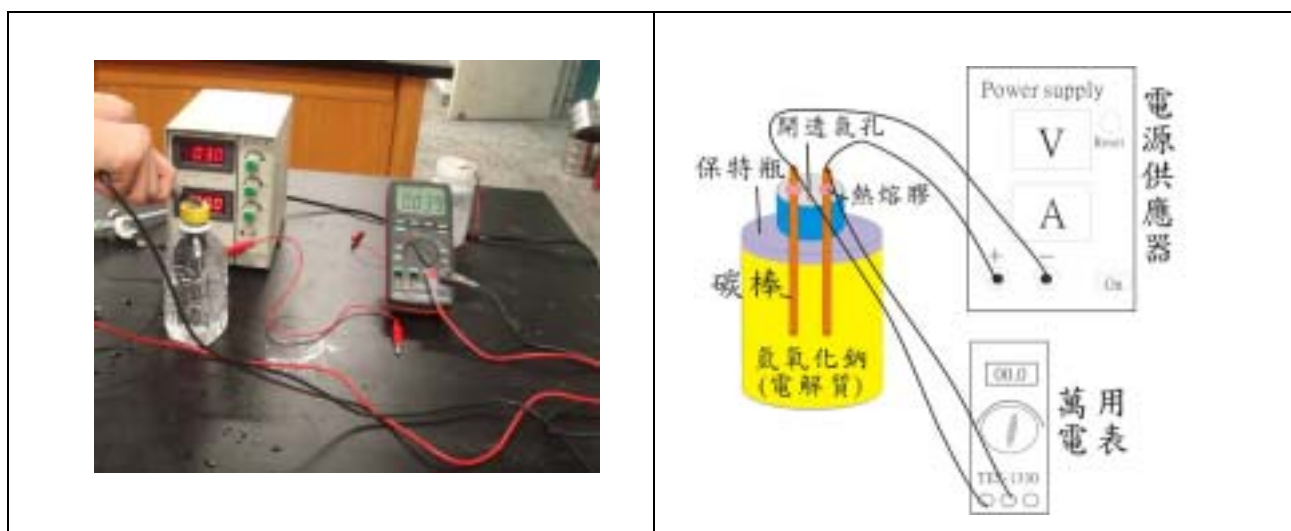 Power supply
V
Reset
A
+ −
On
電源供應器
開透氣孔
保特瓶
熱熔膠
碳棒
氫氧化鈉
(電解質)
00.0
萬用
電表